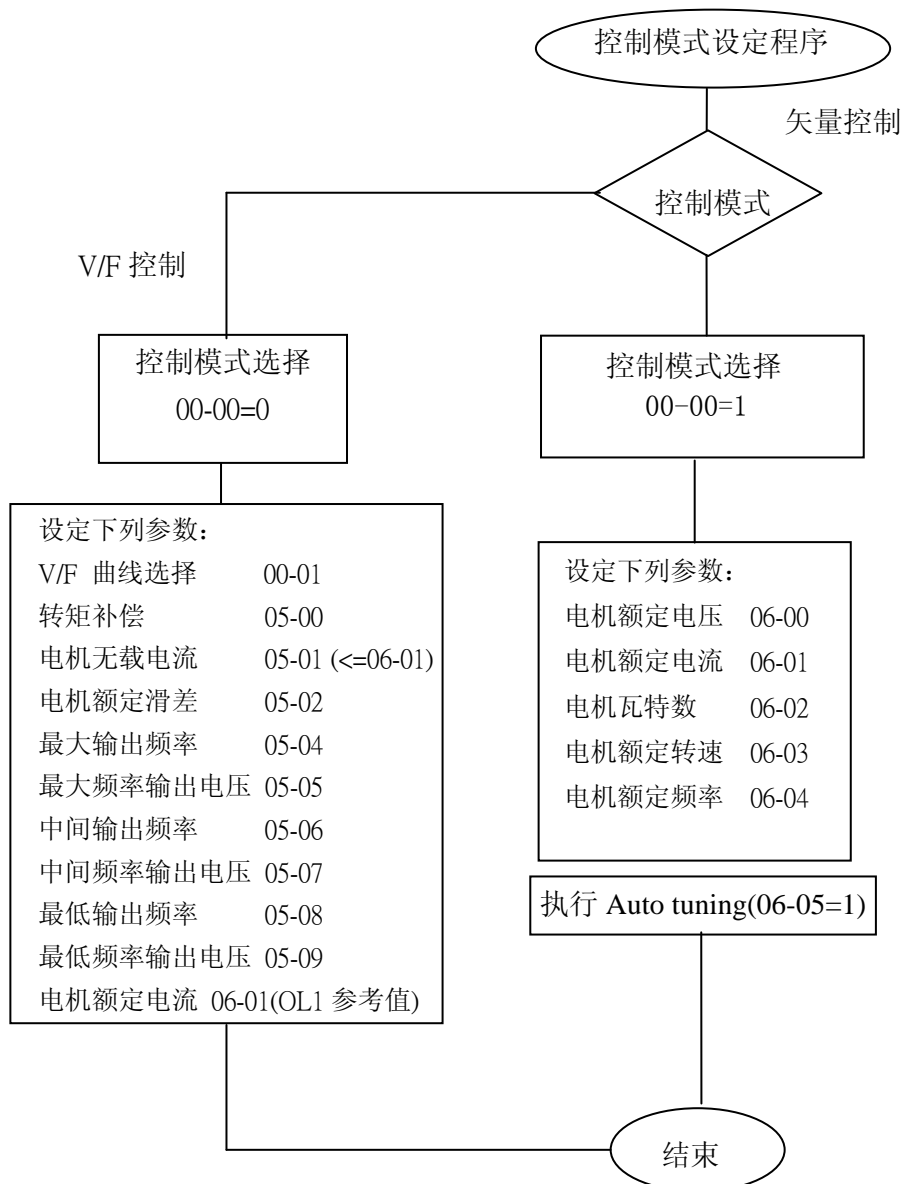 控制模式设定程序
矢量控制
控制模式
V/F 控制
控制模式选择
00-00=0
控制模式选择
00-00=1
设定下列参数：
V/F 曲线选择 00-01
转矩补偿 05-00
电机无载电流 05-01 (<=06-01)
电机额定滑差 05-02
最大输出频率 05-04
最大频率输出电压 05-05
中间输出频率 05-06
中间频率输出电压 05-07
最低输出频率 05-08
最低频率输出电压 05-09
电机额定电流 06-01(OL1 参考值)
设定下列参数：
电机额定电压 06-00
电机额定电流 06-01
电机瓦特数 06-02
电机额定转速 06-03
电机额定频率 06-04
执行 Auto tuning(06-05=1)
结束